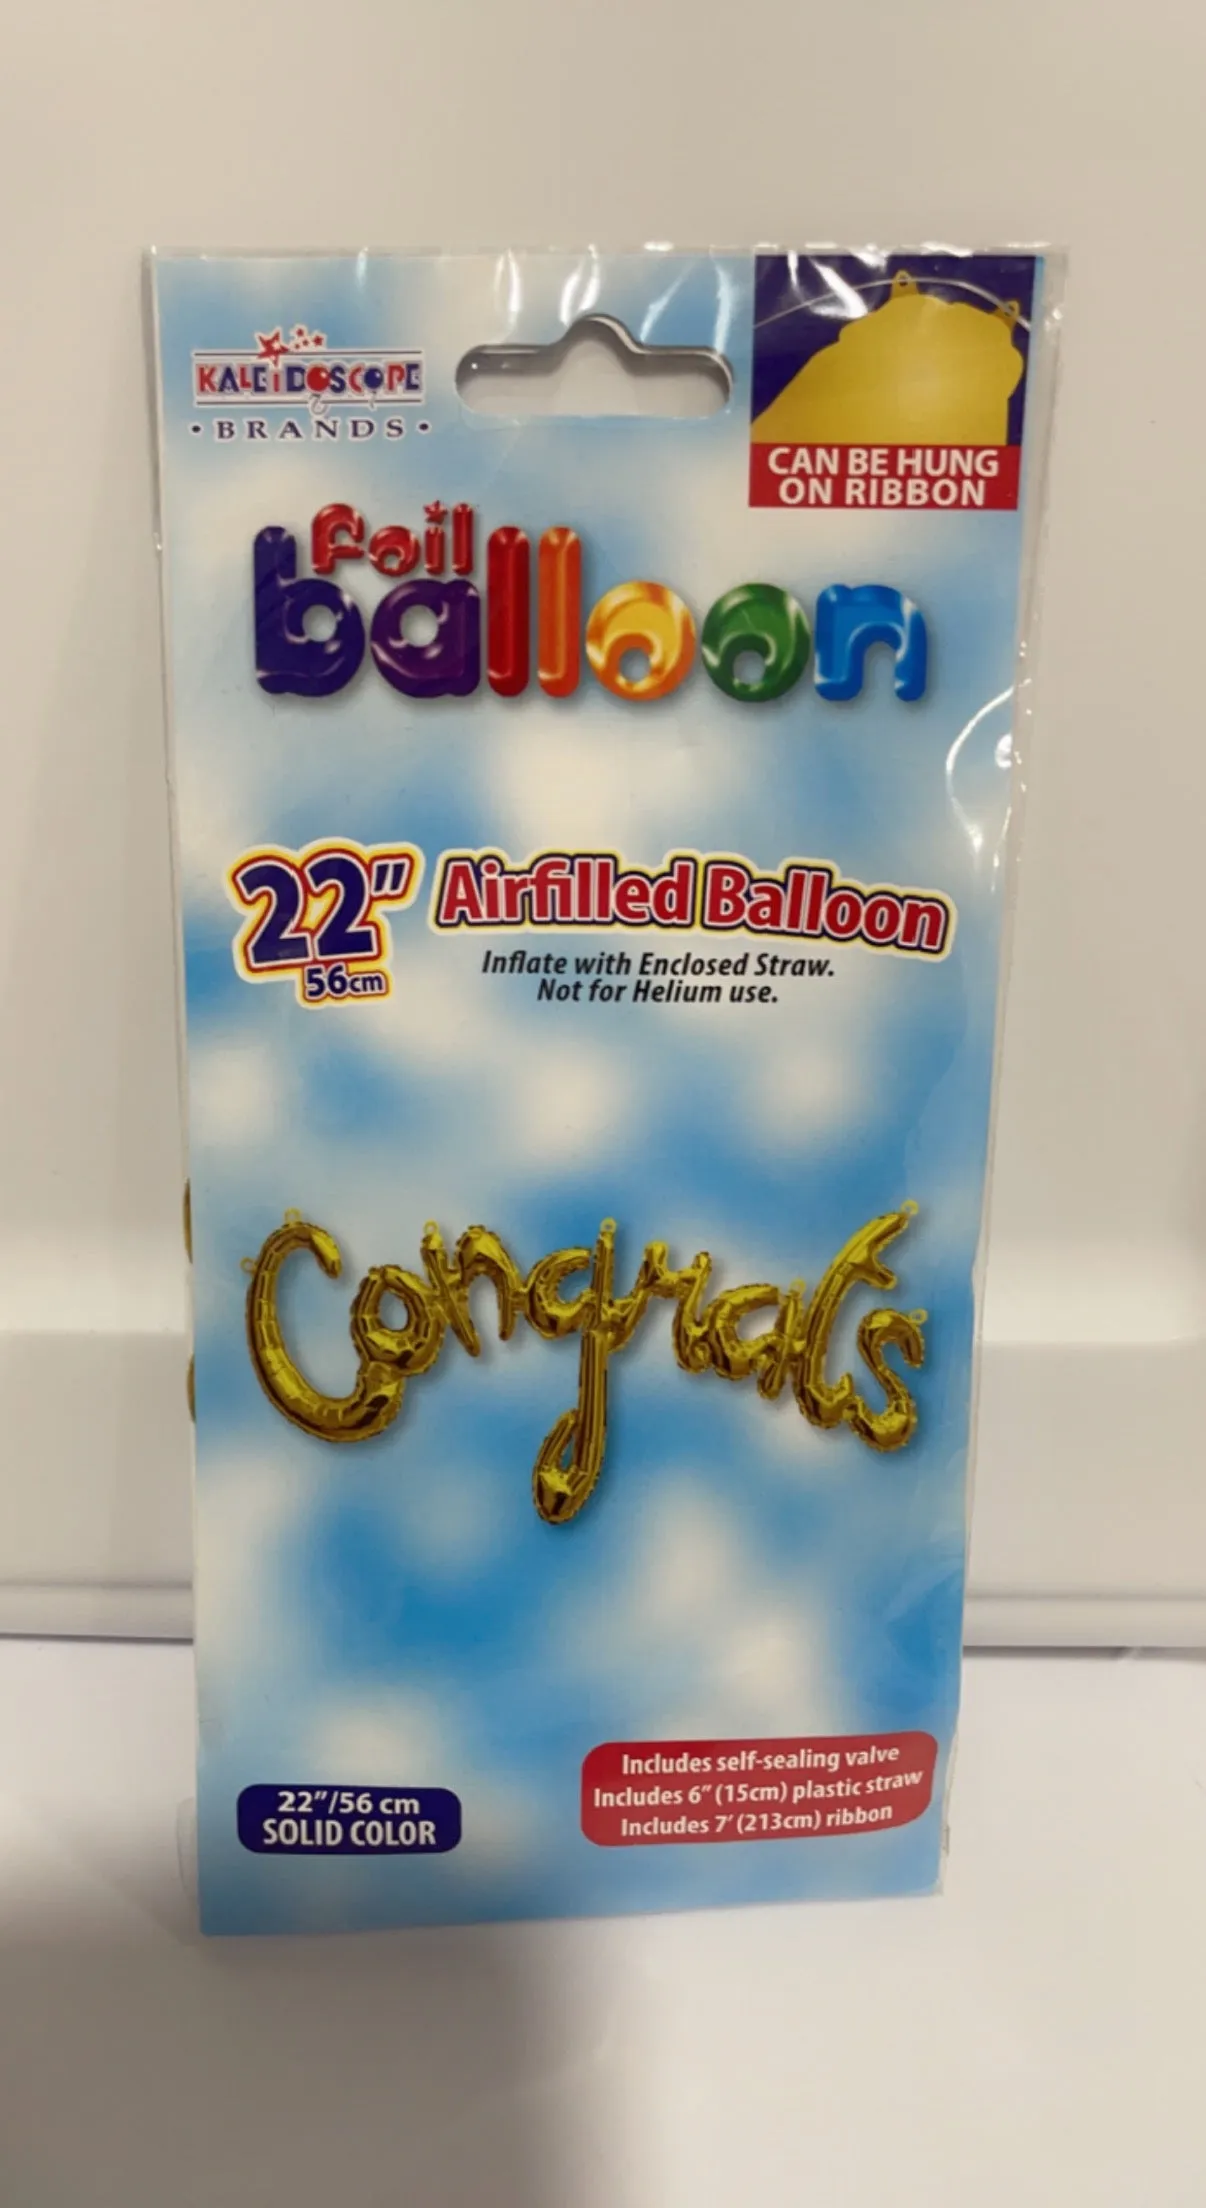 KALEIDOSCOPE
• BRANDS •
CAN BE HUNG
ON RIBBON
foil
balloon
22" Airfilled Balloon
56cm
Inflate with Enclosed Straw.
Not for Helium use.
Congrats
22"/56 cm
SOLID COLOR
Includes self-sealing valve
Includes 6" (15cm) plastic straw
Includes 7' (213cm) ribbon